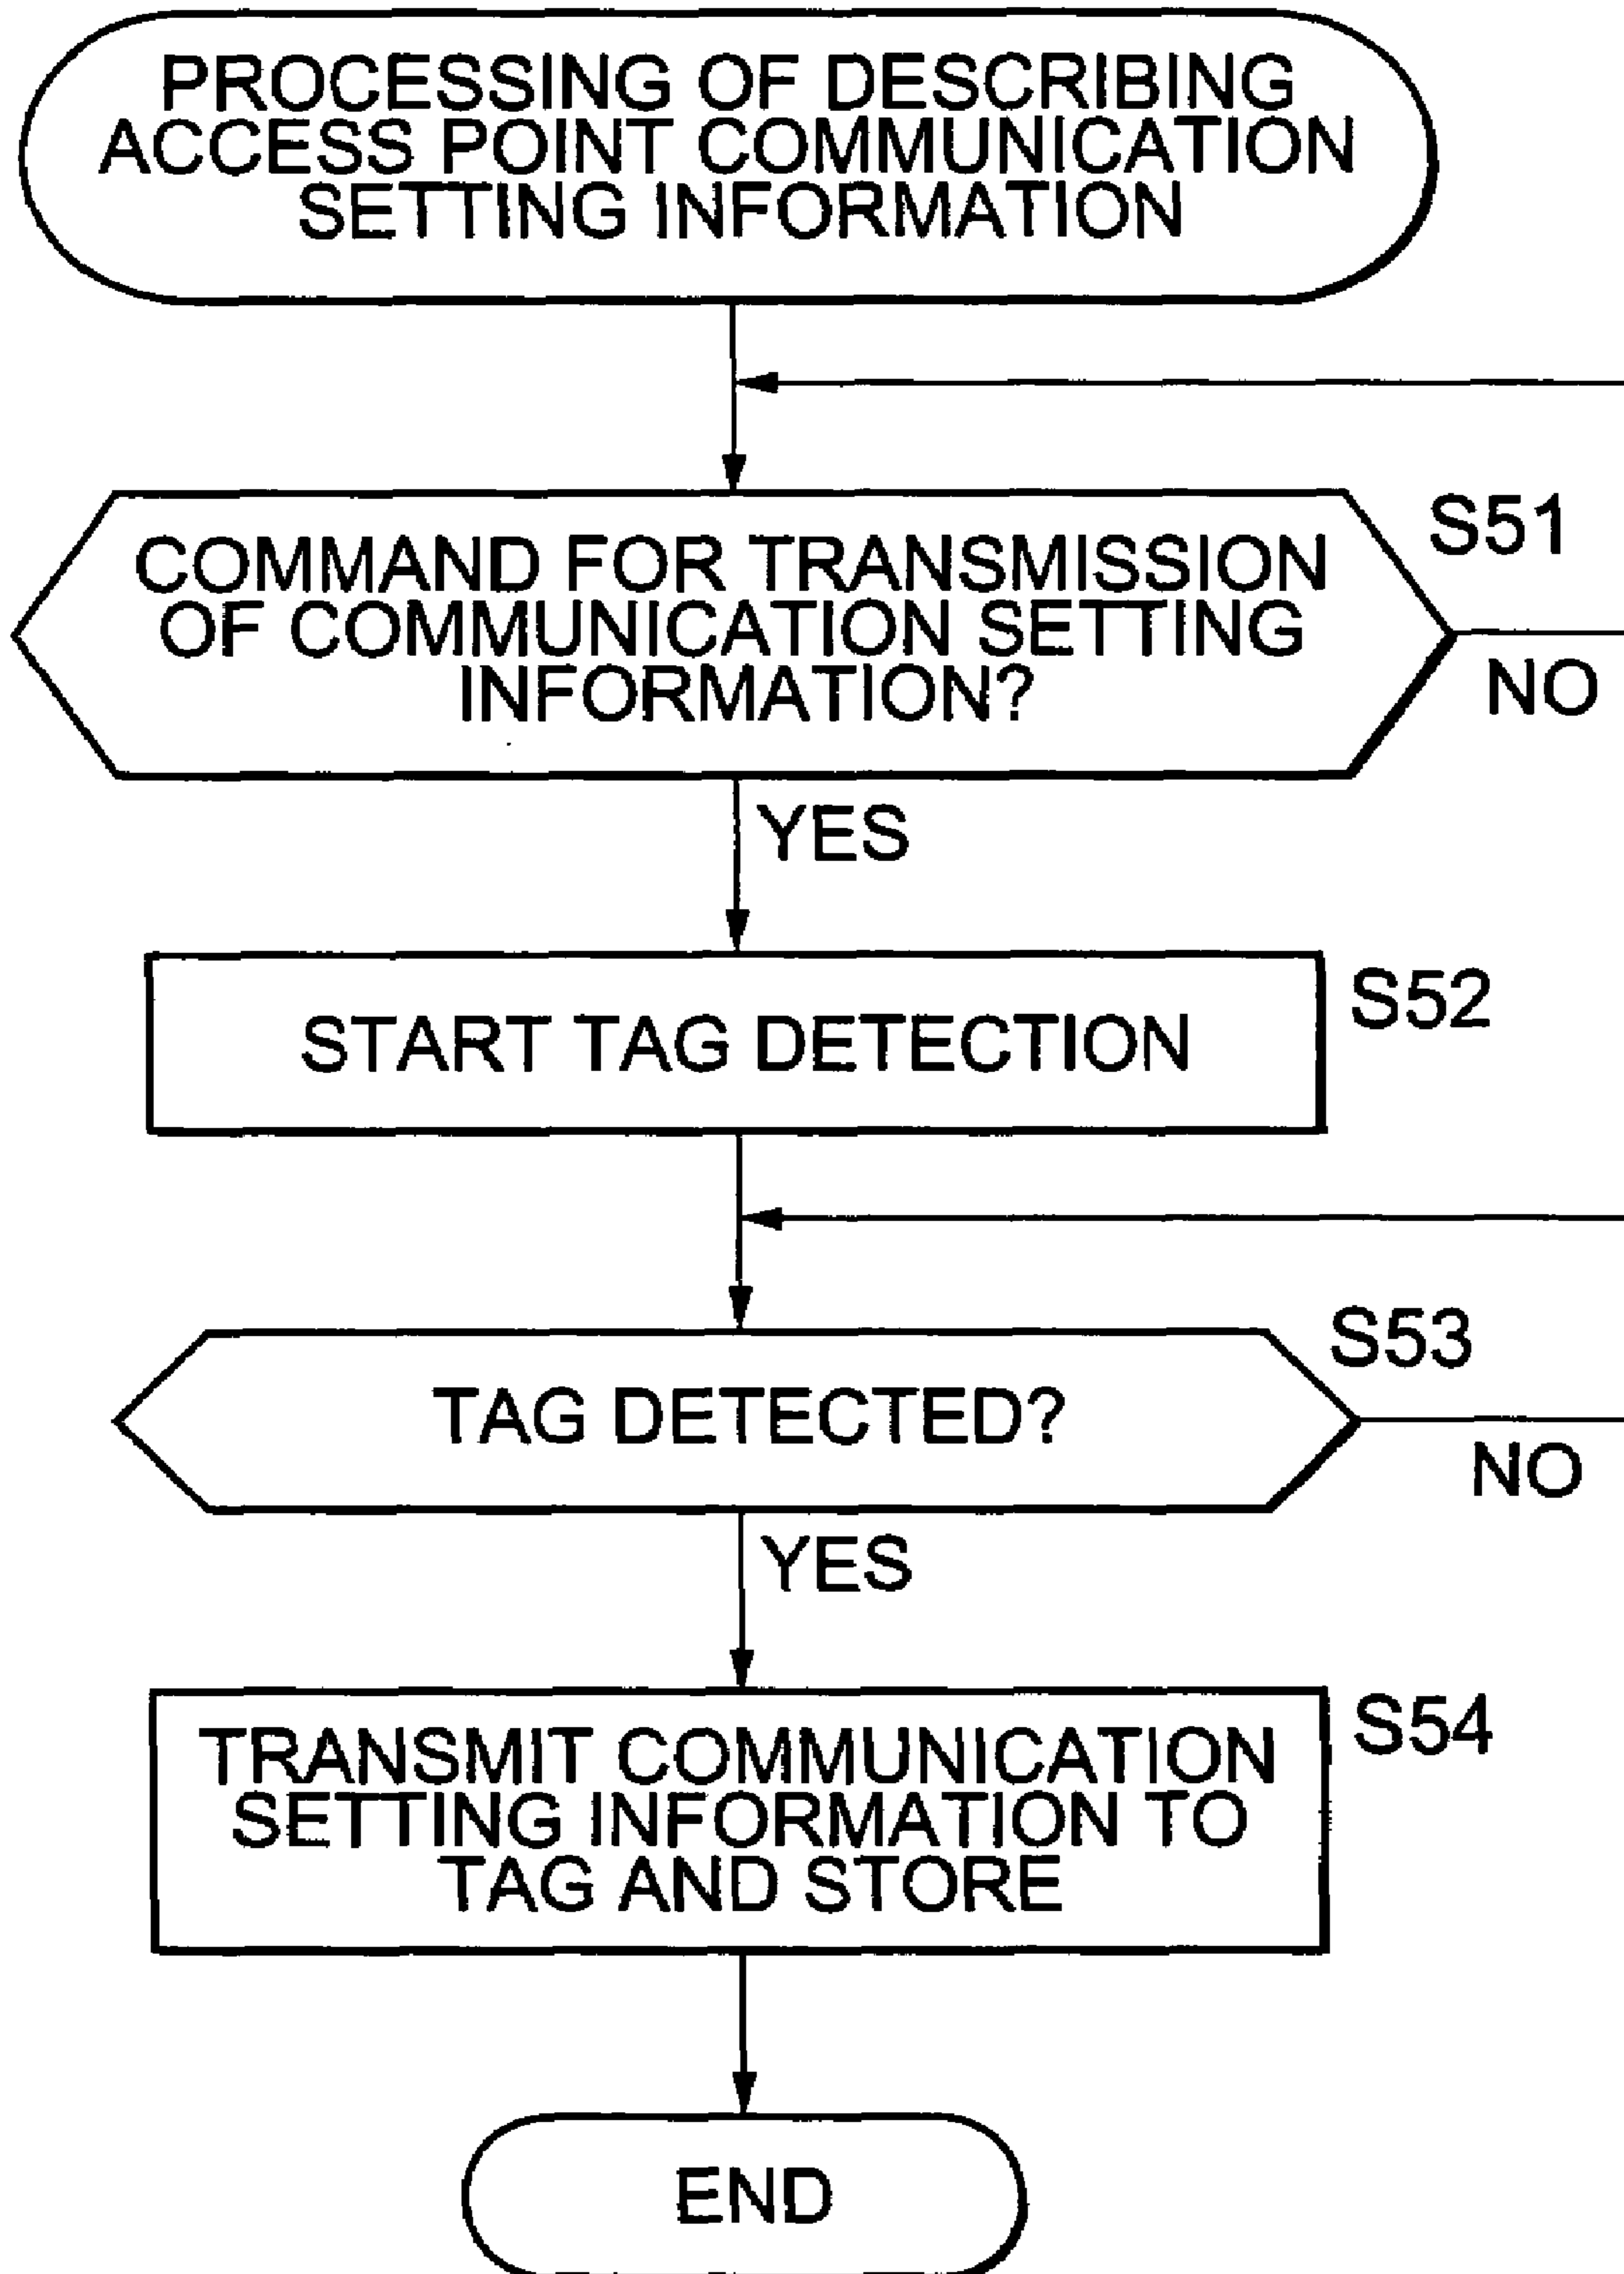 PROCESSING OF DESCRIBING
ACCESS POINT COMMUNICATION
SETTING INFORMATION
S51
COMMAND FOR TRANSMISSION
OF COMMUNICATION SETTING
INFORMATION?
NO
YES
S52
START TAG DETECTION
S53
TAG DETECTED?
NO
YES
S54
TRANSMIT COMMUNICATION
SETTING INFORMATION TO
TAG AND STORE
END